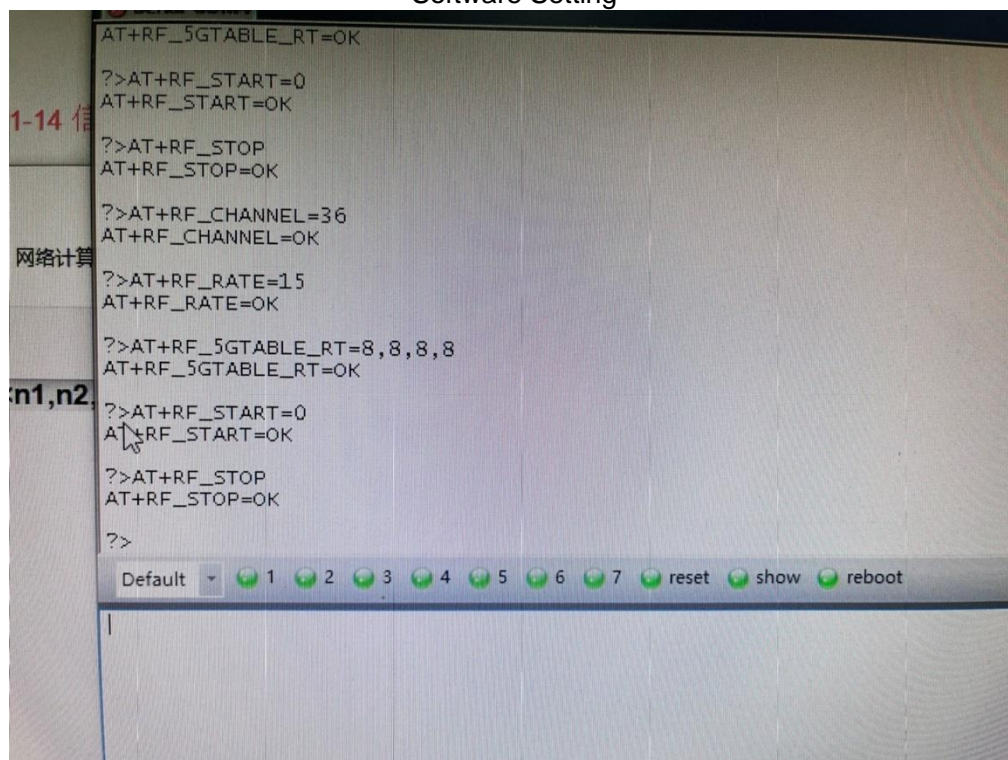 Software Setting
AT+RF_5GTABLE_RT=OK
?>AT+RF_START=0
AT+RF_START=OK
?>AT+RF_STOP
AT+RF_STOP=OK
?>AT+RF_CHANNEL=36
AT+RF_CHANNEL=OK
?>AT+RF_RATE=15
AT+RF_RATE=OK
?>AT+RF_5GTABLE_RT=8,8,8,8
AT+RF_5GTABLE_RT=OK
?>AT+RF_START=0
AT+RF_START=OK
?>AT+RF_STOP
AT+RF_STOP=OK
?>
1-14 信
网络计算
n1,n2,
Default 1 2 3 4 5 6 7 reset show reboot